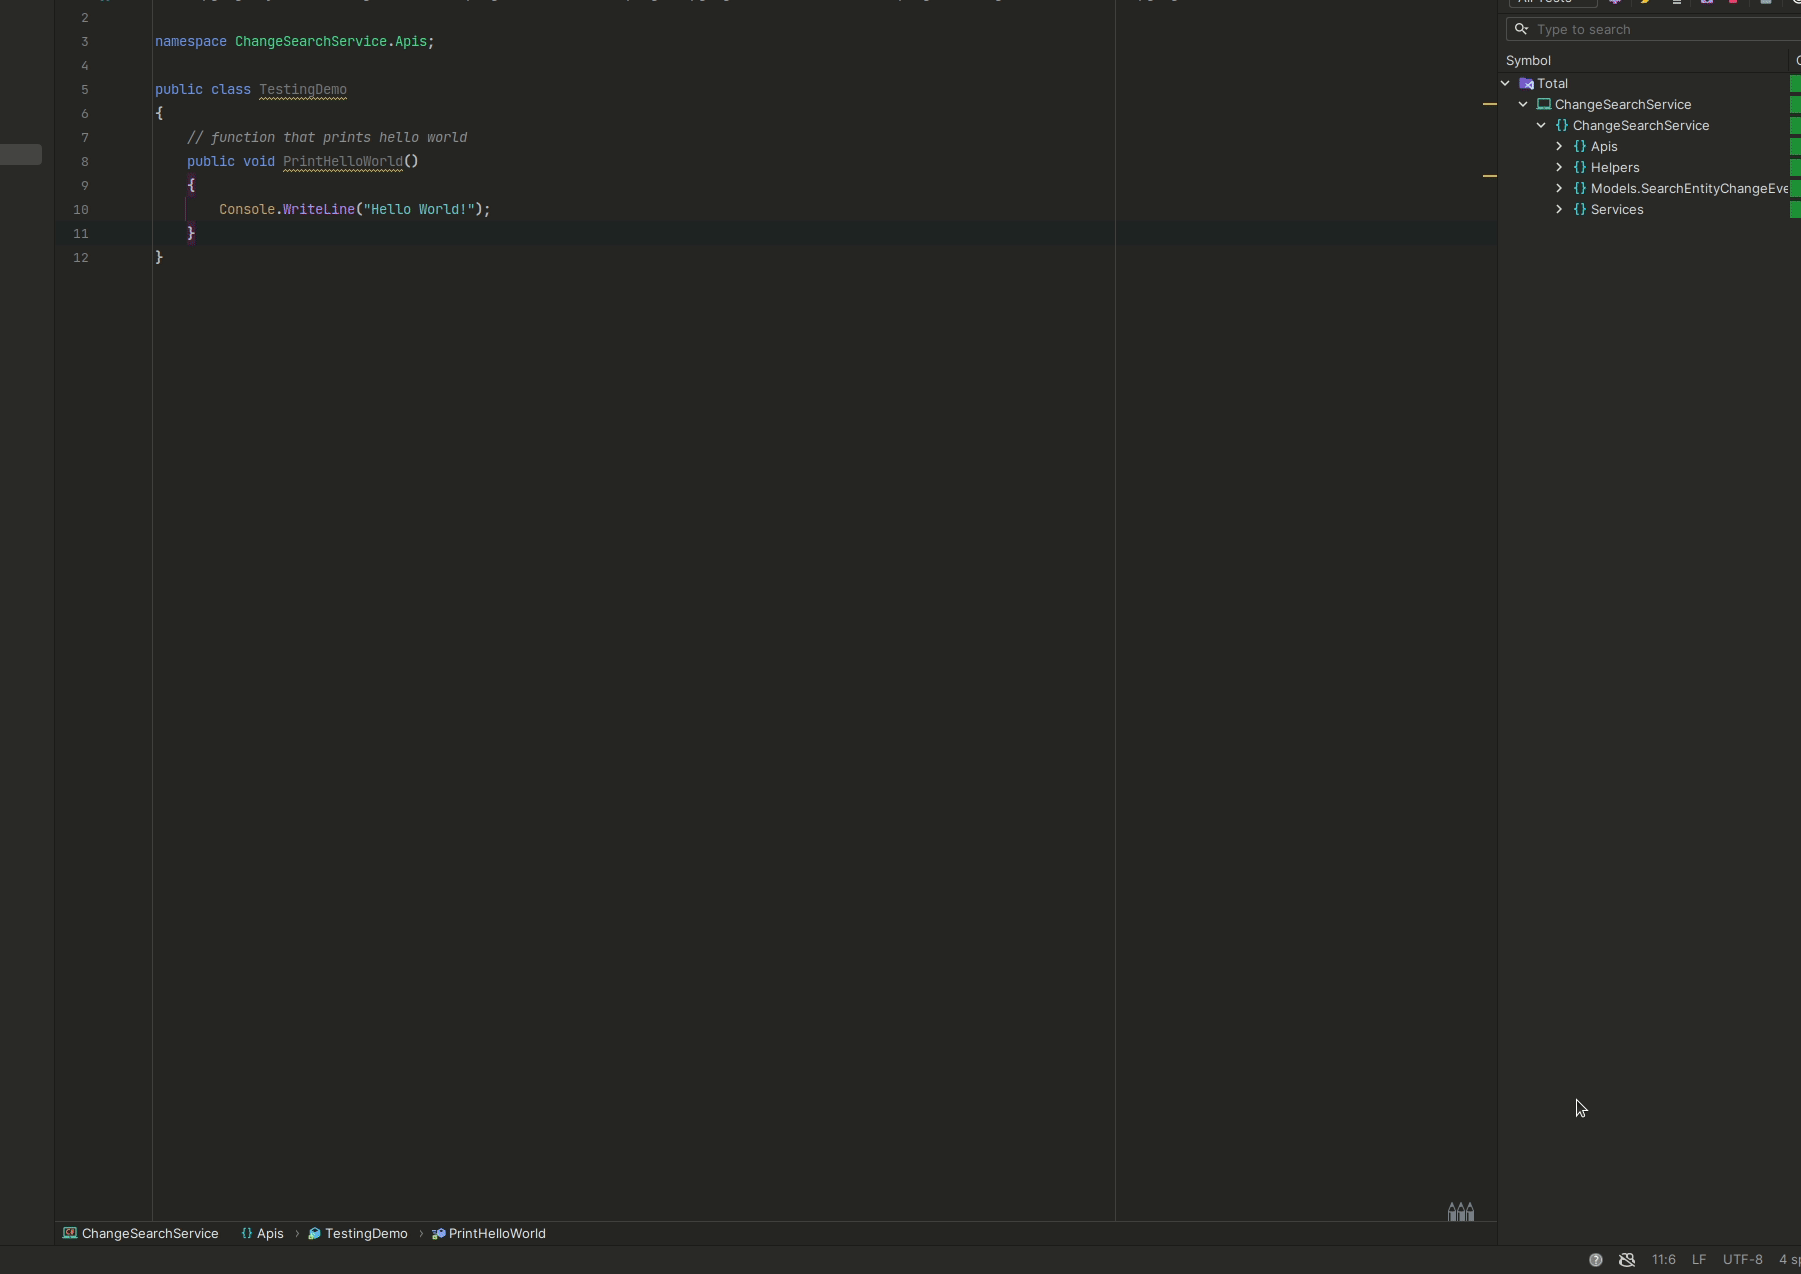 2
3 namespace ChangeSearchService.Apis;
4
5 public class TestingDemo
6 {
7 // function that prints hello world
8 public void PrintHelloWorld()
9 {
10 Console.WriteLine("Hello World!");
11 }
12 }
Type to search
Symbol
Total
ChangeSearchService
ChangeSearchService
Apis
Helpers
Models.SearchEntityChangeEve
Services
ChangeSearchService Apis › TestingDemo › PrintHelloWorld
11:6 LF UTF-8 4 sp